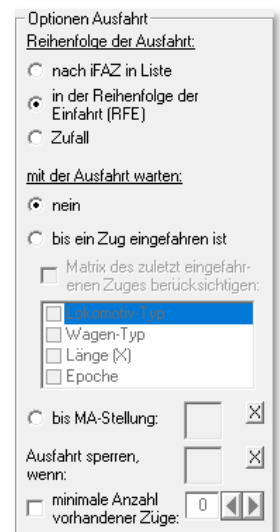 Optionen Ausfahrt
Reihenfolge der Ausfahrt:
nach iFAZ in Liste
in der Reihenfolge der
Einfahrt (RFE)
Zufall
mit der Ausfahrt warten:
nein
bis ein Zug eingefahren ist
Matrix des zuletzt eingefahr-
enen Zuges berücksichtigen:
Lokomotiv-Typ
Wagen-Typ
Länge (X)
Epoche
bis MA-Stellung: X
Ausfahrt sperren, X
wenn:
minimale Anzahl 0
vorhandener Züge: